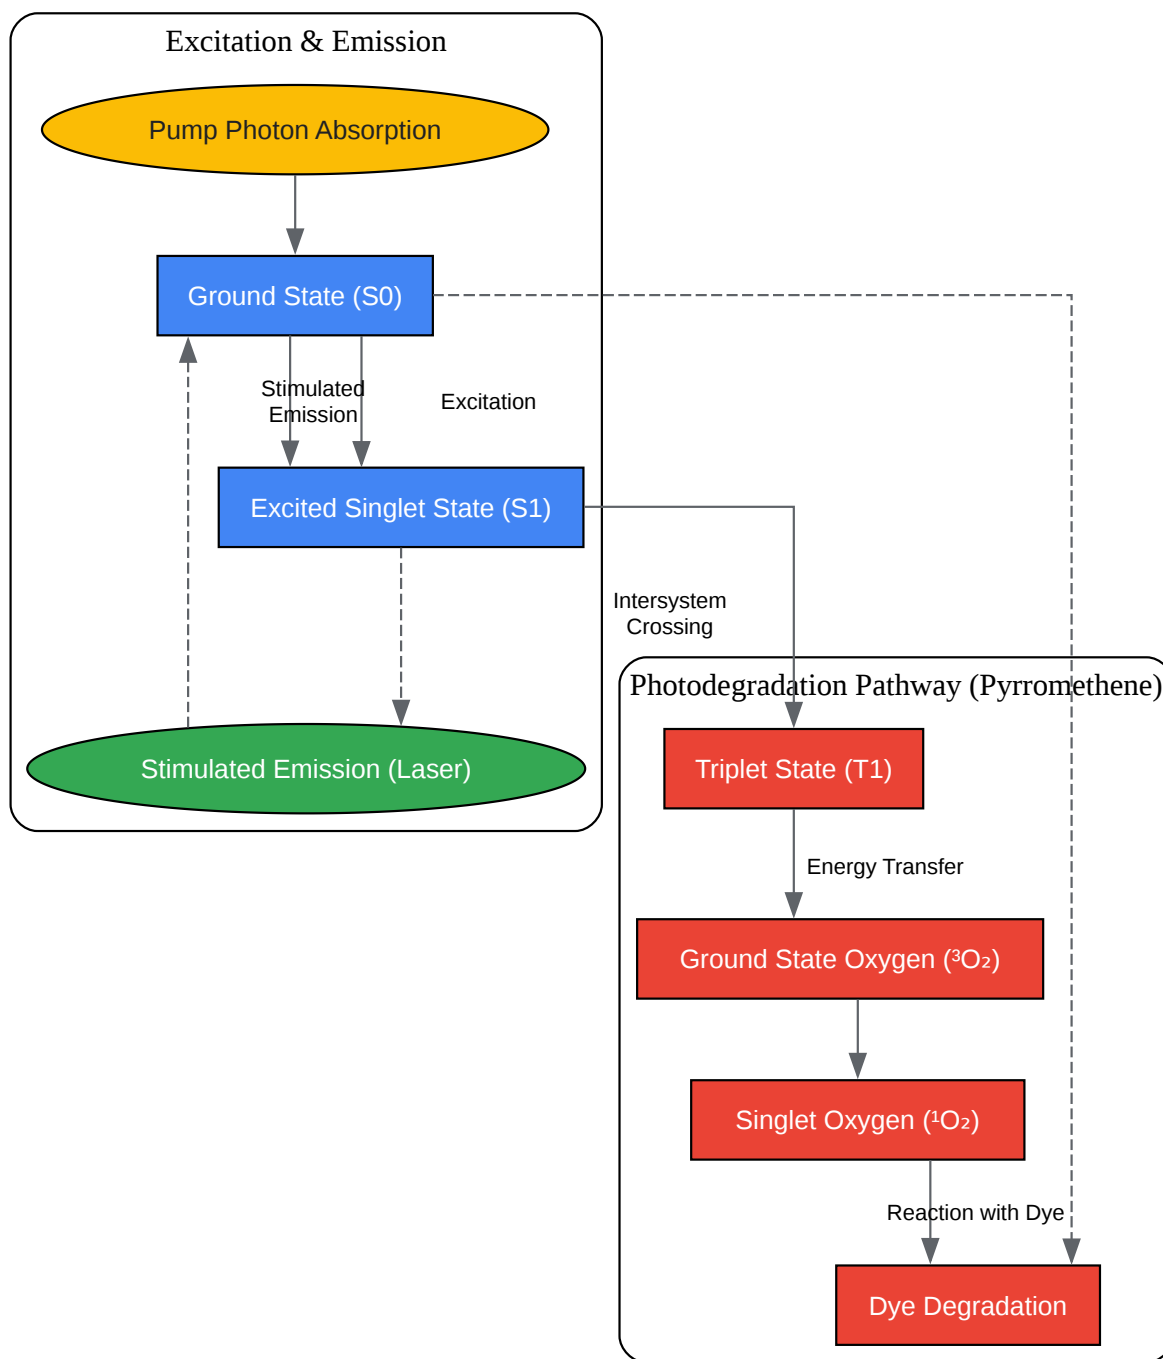 Excitation & Emission
Pump Photon Absorption
Ground State (S0)
Stimulated
Emission
Excitation
Excited Singlet State (S1)
Intersystem
Crossing
Stimulated Emission (Laser)
Photodegradation Pathway (Pyrromethene)
Triplet State (T1)
Energy Transfer
Ground State Oxygen (³O₂)
Singlet Oxygen (¹O₂)
Reaction with Dye
Dye Degradation